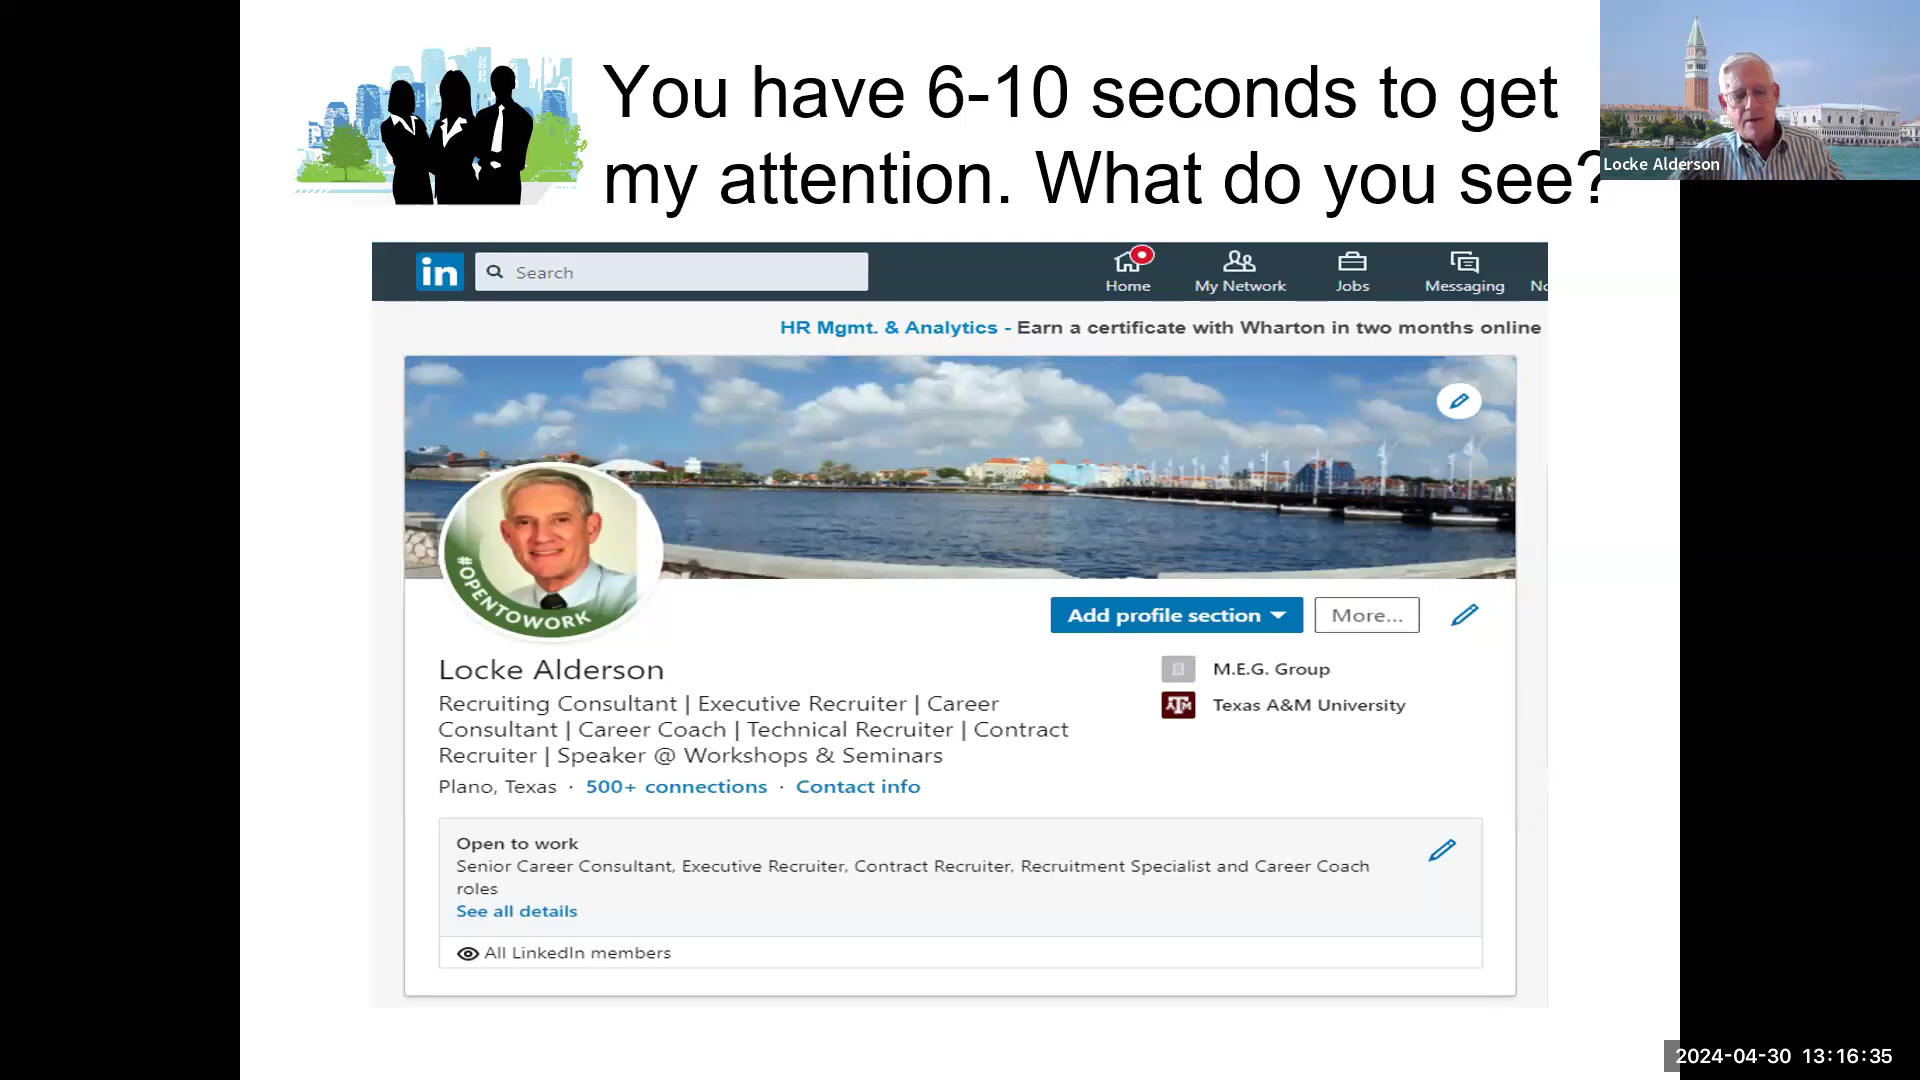 You have 6-10 seconds to get
my attention. What do you see?
Locke Alderson
in
Search
Home
My Network
Jobs
Messaging
No
HR Mgmt. & Analytics - Earn a certificate with Wharton in two months online
#OPENTOWORK
Add profile section
More...
Locke Alderson
Recruiting Consultant | Executive Recruiter | Career
Consultant | Career Coach | Technical Recruiter | Contract
Recruiter | Speaker @ Workshops & Seminars
Plano, Texas · 500+ connections · Contact info
M.E.G. Group
ATM
Texas A&M University
Open to work
Senior Career Consultant, Executive Recruiter, Contract Recruiter, Recruitment Specialist and Career Coach
roles
See all details
All LinkedIn members
2024-04-30 13:16:35